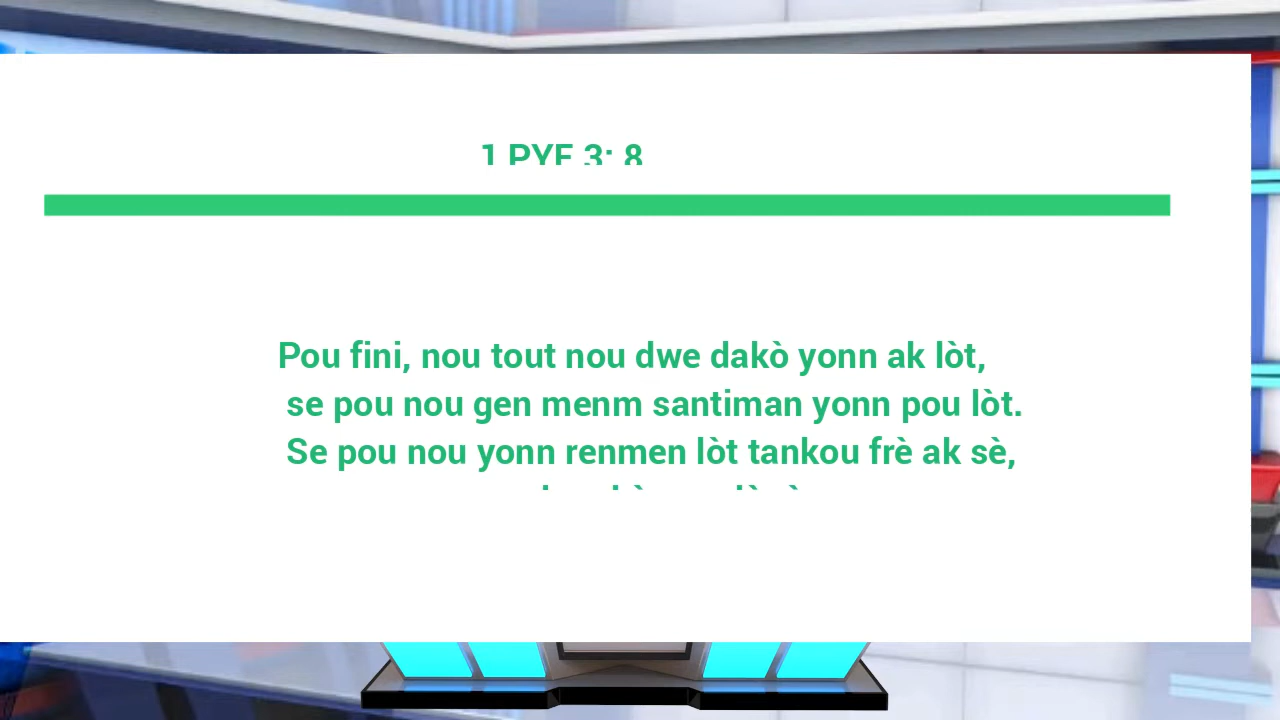 1 PYE 3: 8
Pou fini, nou tout nou dwe dakò yonn ak lòt,
se pou nou gen menm santiman yonn pou lòt.
Se pou nou yonn renmen lòt tankou frè ak sè,